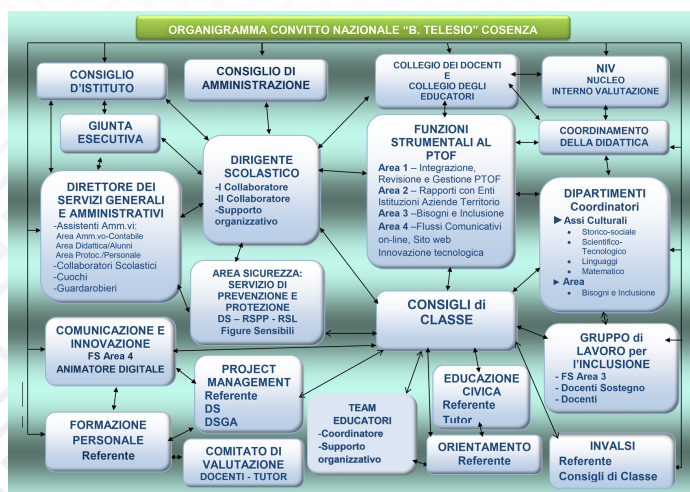 ORGANIGRAMMA CONVITTO NAZIONALE “B. TELESIO” COSENZA
CONSIGLIO
D’ISTITUTO
CONSIGLIO DI
AMMINISTRAZIONE
COLLEGIO DEI DOCENTI
E
COLLEGIO DEGLI
EDUCATORI
NIV
NUCLEO
INTERNO VALUTAZIONE
GIUNTA
ESECUTIVA
DIRIGENTE
SCOLASTICO
-I Collaboratore
-II Collaboratore
-Supporto
organizzativo
FUNZIONI
STRUMENTALI AL
PTOF
Area 1 – Integrazione,
Revisione e Gestione PTOF
Area 2 – Rapporti con Enti
Istituzioni Aziende Territorio
Area 3 –Bisogni e Inclusione
Area 4 –Flussi Comunicativi
on-line, Sito web
Innovazione tecnologica
COORDINAMENTO
DELLA DIDATTICA
DIRETTORE DEI
SERVIZI GENERALI
E AMMINISTRATIVI
-Assistenti Amm.vi:
Area Amm.vo-Contabile
Area Didattica/Alunni
Area Protoc./Personale
-Collaboratori Scolastici
-Cuochi
-Guardarobieri
DIPARTIMENTI
Coordinatori
► Assi Culturali
• Storico-sociale
• Scientifico-
Tecnologico
• Linguaggi
• Matematico
► Area
• Bisogni e Inclusione
AREA SICUREZZA:
SERVIZIO DI
PREVENZIONE E
PROTEZIONE
DS – RSPP - RSL
Figure Sensibili
CONSIGLI di
CLASSE
COMUNICAZIONE E
INNOVAZIONE
FS Area 4
ANIMATORE DIGITALE
GRUPPO di
LAVORO per
l’INCLUSIONE
- FS Area 3
- Docenti Sostegno
- Docenti
PROJECT
MANAGEMENT
Referente
DS
DSGA
TEAM
EDUCATORI
-Coordinatore
-Supporto
organizzativo
EDUCAZIONE
CIVICA
Referente
Tutor
FORMAZIONE
PERSONALE
Referente
COMITATO DI
VALUTAZIONE
DOCENTI - TUTOR
ORIENTAMENTO
Referente
INVALSI
Referente
Consigli di Classe